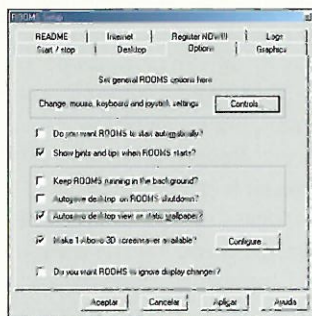 ROOMS Setup
README Internet Register NOW!!! Logs
Start / stop Desktop Options Graphics
Set general ROOMS options here
Change, mouse, keyboard and joystick settings Controls...
Do you want ROOMS to start automatically?
Show hints and tips when ROOMS starts?
Keep ROOMS running in the background?
Autosave desktop on ROOMS shutdown?
Autosave desktop view as static wallpaper?
Make 1 Above 3D screensaver available? Configure...
Do you want ROOMS to ignore display changes?
Aceptar Cancelar Aplicar Ayuda